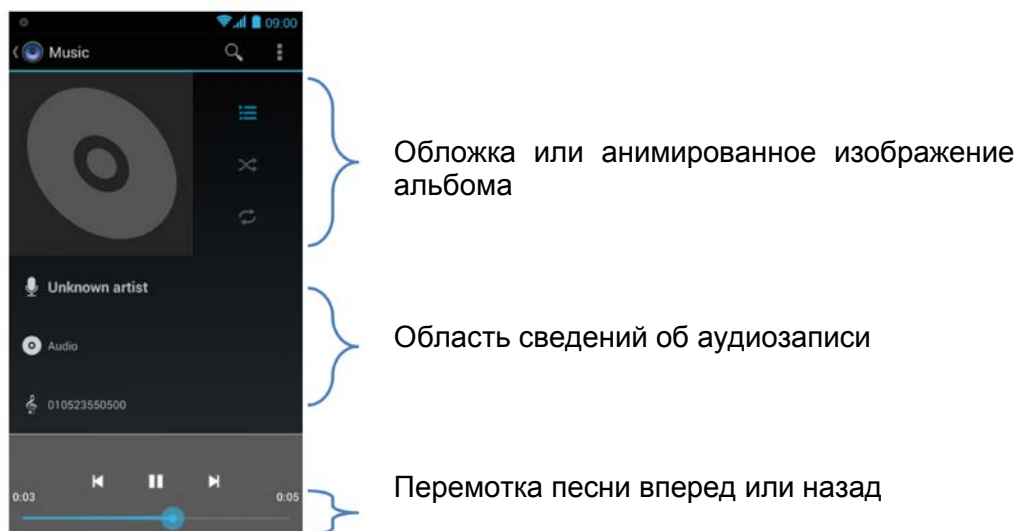 09:00
Music
Обложка или анимированное изображение
альбома
Unknown artist
Область сведений об аудиозаписи
Audio
010523550500
Перемотка песни вперед или назад
0:03
0:05